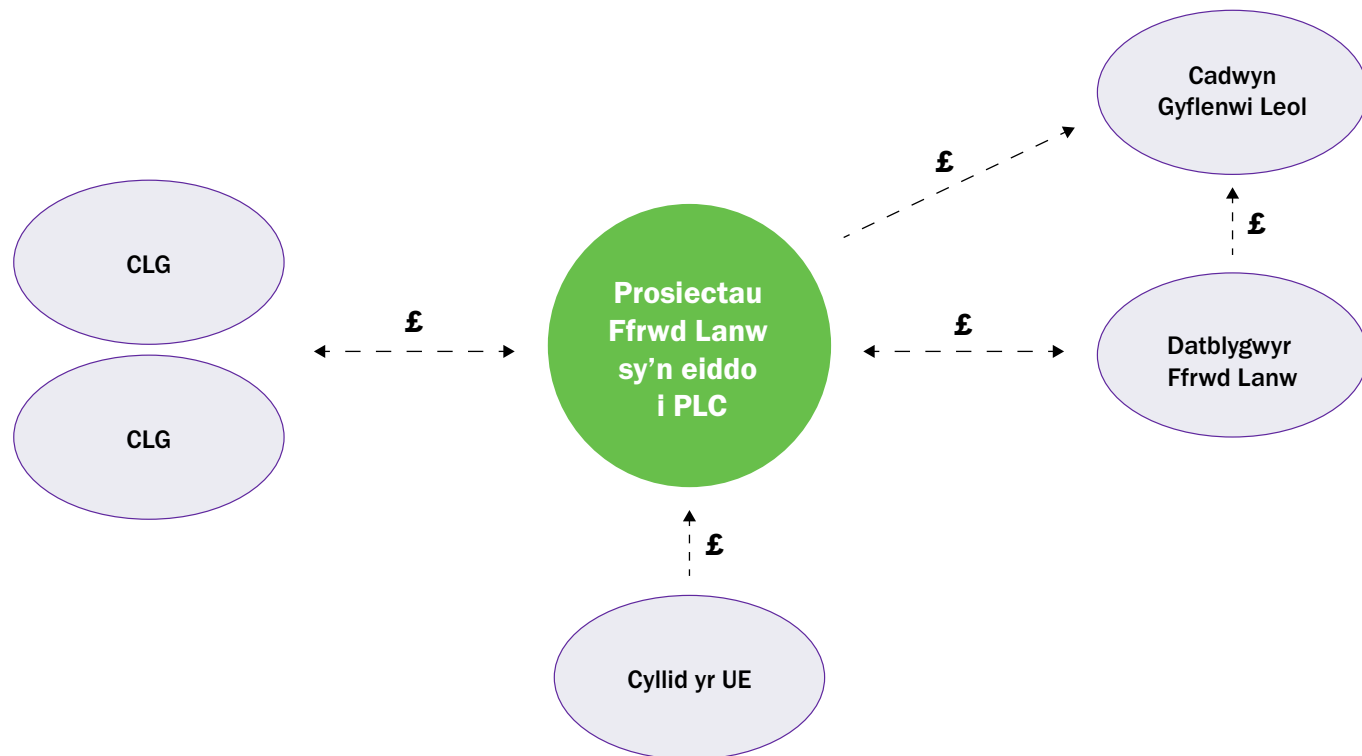 Cadwyn
Gyflenwi Leol
£
£
CLG
Prosiectau
Ffrwd Lanw
sy’n eiddo
i PLC
£
£
Datblygwyr
Ffrwd Lanw
CLG
£
Cyllid yr UE